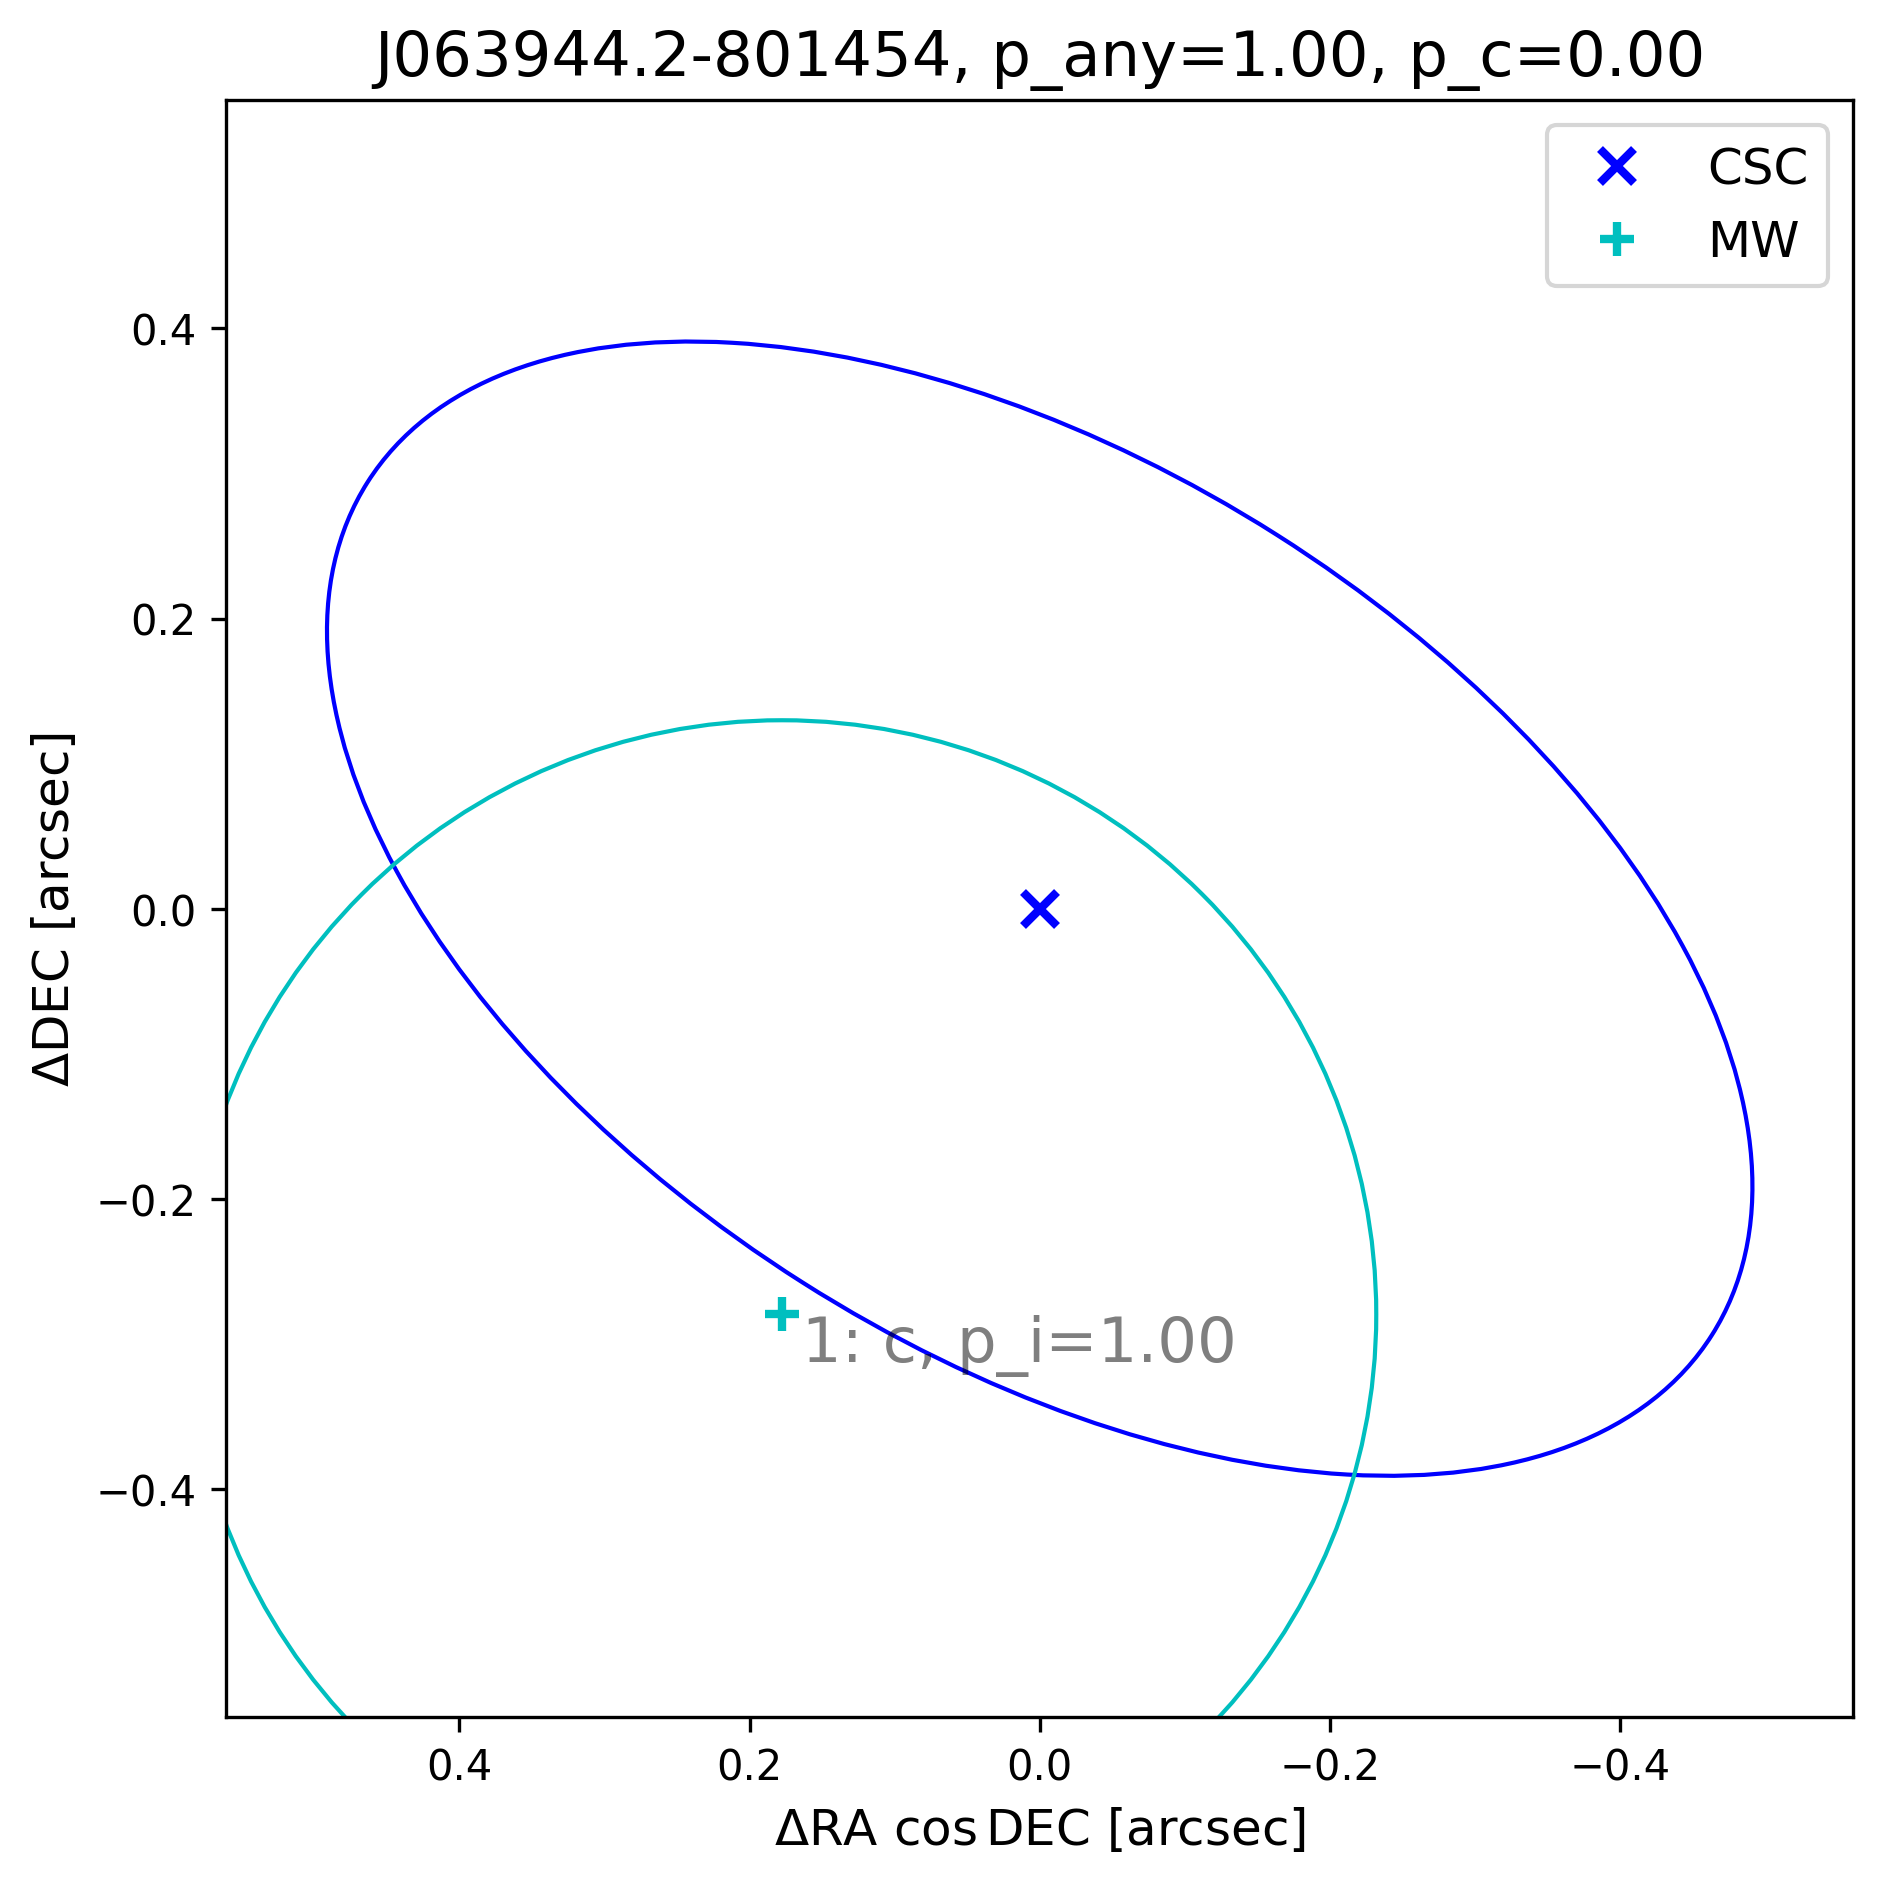 J063944.2-801454, p_any=1.00, p_c=0.00
CSC
MW
0.4
0.2
0.0
−0.2
−0.4
ΔDEC [arcsec]
1: c, p_i=1.00
0.4 0.2 0.0 −0.2 −0.4
ΔRA cos DEC [arcsec]